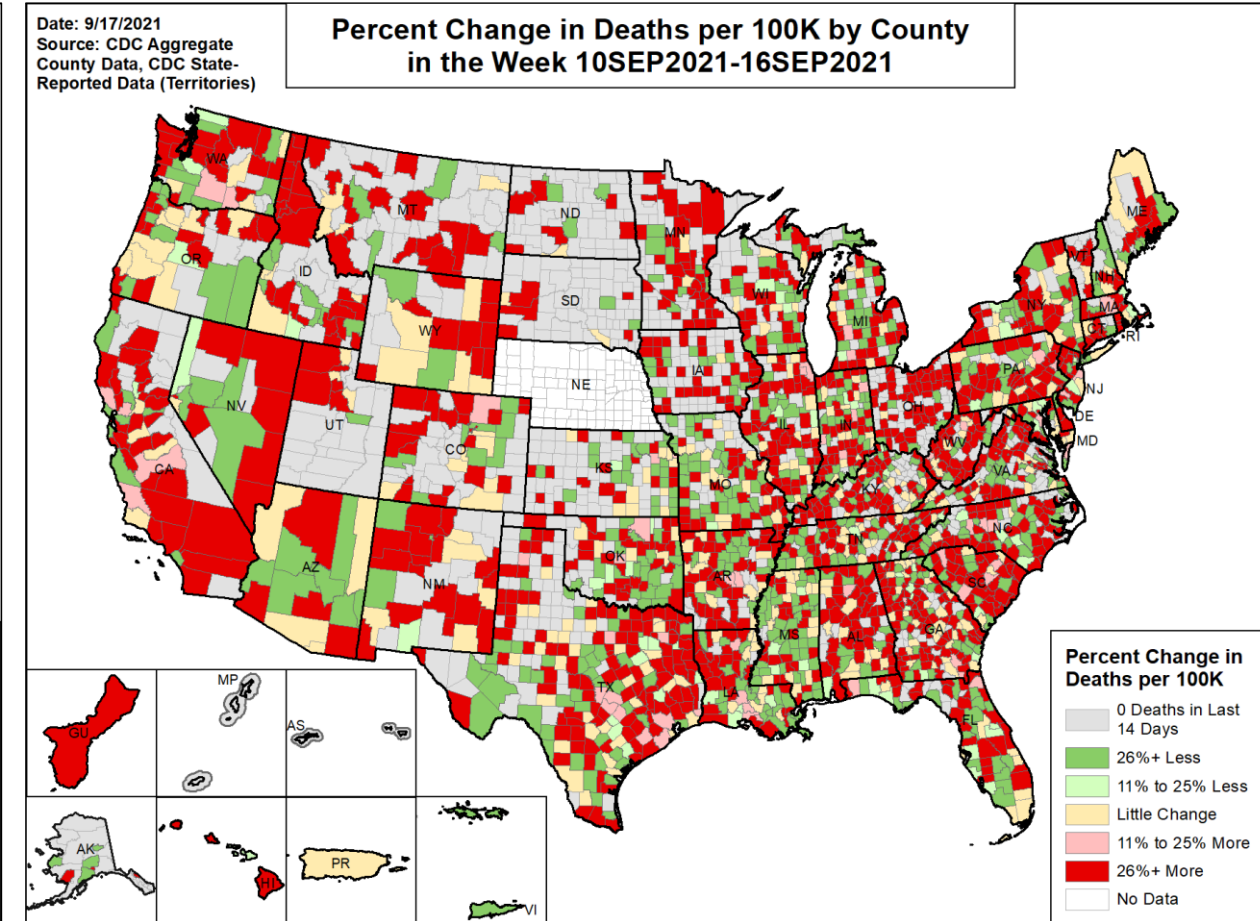 Date: 9/17/2021
Source: CDC Aggregate
County Data, CDC State-
Reported Data (Territories)
Percent Change in Deaths per 100K by County
in the Week 10SEP2021-16SEP2021
WA
MT
ND
MN
ME
OR
ID
SD
WI
MI
VT
NH
NY
MA
CT
RI
WY
IA
NE
PA
NJ
NV
UT
CO
IL
IN
OH
DE
MD
WV
VA
CA
KS
MO
KY
AZ
NM
OK
AR
TN
NC
SC
MS
AL
GA
TX
LA
FL
GU
MP
AS
AK
HI
PR
VI
Percent Change in
Deaths per 100K
0 Deaths in Last
14 Days
26%+ Less
11% to 25% Less
Little Change
11% to 25% More
26%+ More
No Data